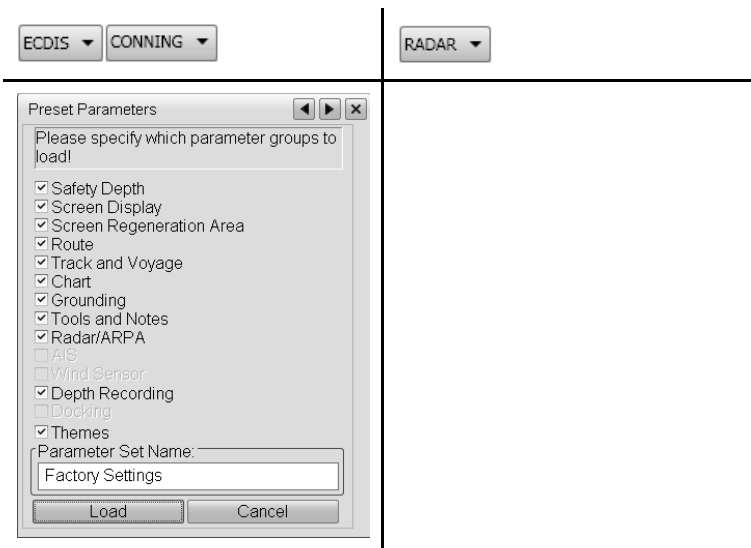 ECDIS CONNING RADAR
Preset Parameters
Please specify which parameter groups to
load!
Safety Depth
Screen Display
Screen Regeneration Area
Route
Track and Voyage
Chart
Grounding
Tools and Notes
Radar/ARPA
AIS
Wind Sensor
Depth Recording
Docking
Themes
Parameter Set Name:
Factory Settings
Load Cancel